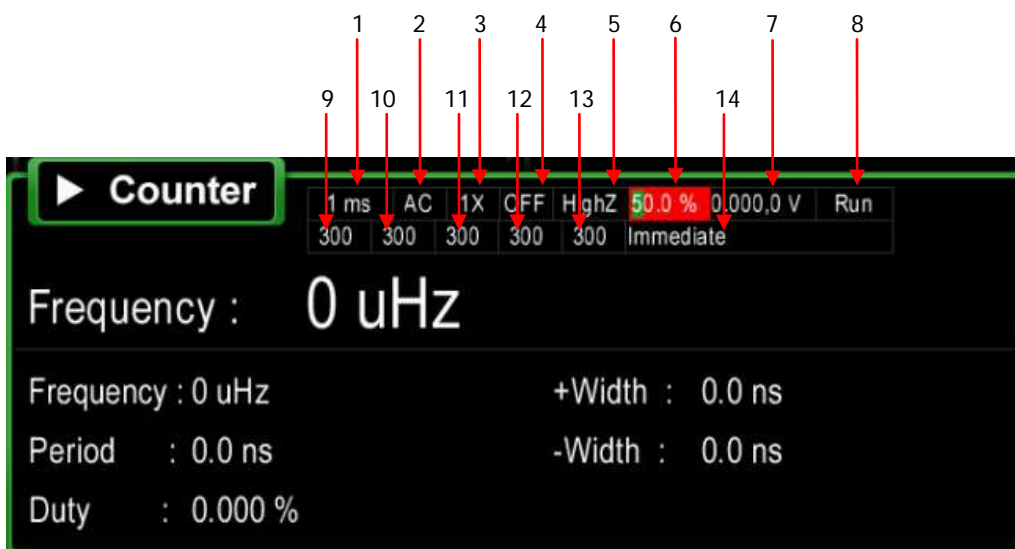 1 2 3 4 5 6 7 8
9 10 11 12 13 14
Counter
1 ms AC 1X OFF HighZ 50.0 % 0.000,0 V Run
300 300 300 300 300 Immediate
Frequency : 0 uHz
Frequency : 0 uHz +Width : 0.0 ns
Period : 0.0 ns -Width : 0.0 ns
Duty : 0.000 %